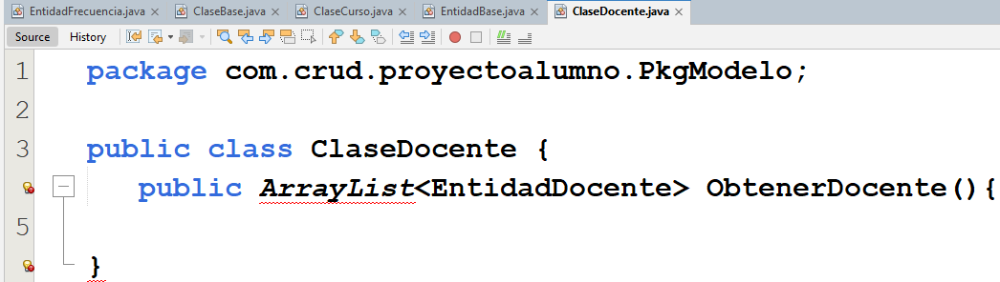 EntidadFrecuencia.java ClaseBase.java ClaseCurso.java EntidadBase.java ClaseDocente.java
Source History
1 package com.crud.proyectoalumno.PkgModelo;
2
3 public class ClaseDocente {
public ArrayList<EntidadDocente> ObtenerDocente(){
5
}